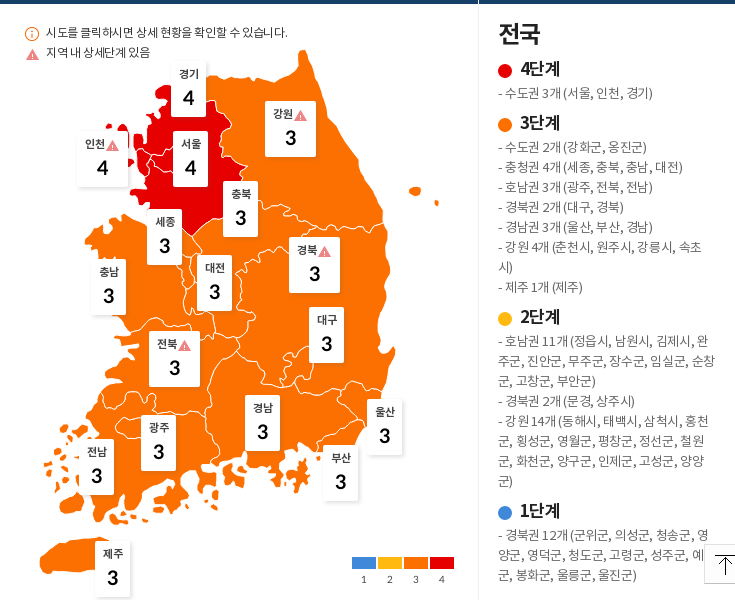 시도를 클릭하시면 상세 현황을 확인할 수 있습니다.
지역 내 상세단계 있음
경기
4
강원
3
인천
4
서울
4
충북
3
세종
3
경북
3
대전
3
충남
3
대구
3
전북
3
경남
3
울산
3
광주
3
전남
3
부산
3
제주
3
1 2 3 4
전국
4단계
- 수도권 3개 (서울, 인천, 경기)
3단계
- 수도권 2개 (강화군, 옹진군)
- 충청권 4개 (세종, 충북, 충남, 대전)
- 호남권 3개 (광주, 전북, 전남)
- 경북권 2개 (대구, 경북)
- 경남권 3개 (울산, 부산, 경남)
- 강원 4개 (춘천시, 원주시, 강릉시, 속초
시)
- 제주 1개 (제주)
2단계
- 호남권 11개 (정읍시, 남원시, 김제시, 완
주군, 진안군, 무주군, 장수군, 임실군, 순창
군, 고창군, 부안군)
- 경북권 2개 (문경, 상주시)
- 강원 14개 (동해시, 태백시, 삼척시, 홍천
군, 횡성군, 영월군, 평창군, 정선군, 철원
군, 화천군, 양구군, 인제군, 고성군, 양양
군)
1단계
- 경북권 12개 (군위군, 의성군, 청송군, 영
양군, 영덕군, 청도군, 고령군, 성주군, 예
군, 봉화군, 울릉군, 울진군)